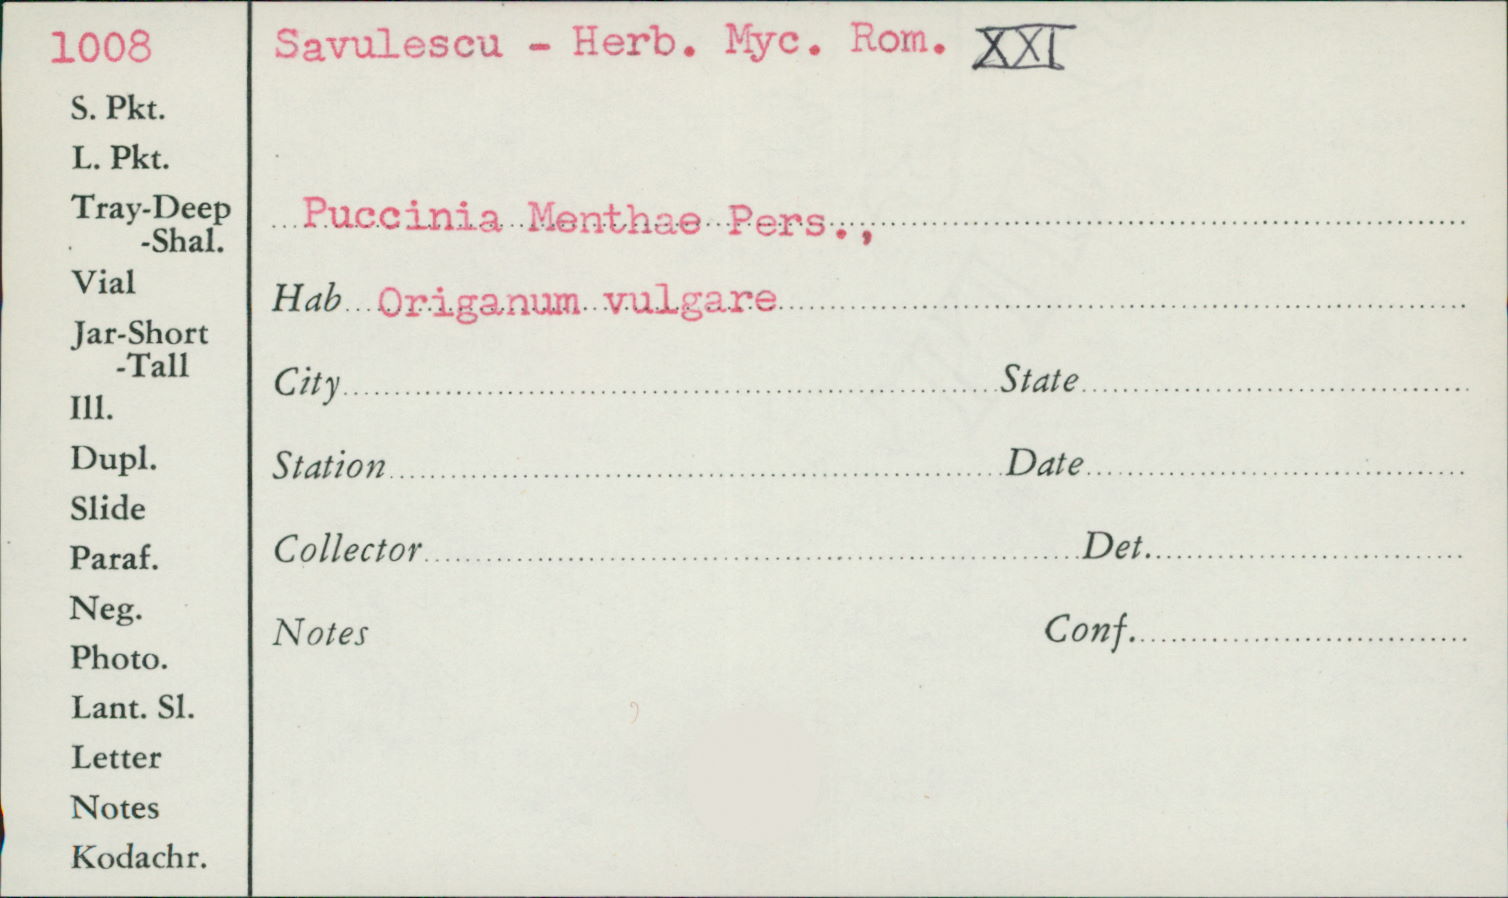 1008
Savulescu - Herb. Myc. Rom. XXI
S. Pkt.
L. Pkt.
Tray-Deep
-Shal.
Vial
Jar-Short
-Tall
Ill.
Dupl.
Slide
Paraf.
Neg.
Photo.
Lant. Sl.
Letter
Notes
Kodachr.
Puccinia Menthae Pers.,
Hab Origanum vulgare
City State
Station Date
Collector Det.
Notes Conf.